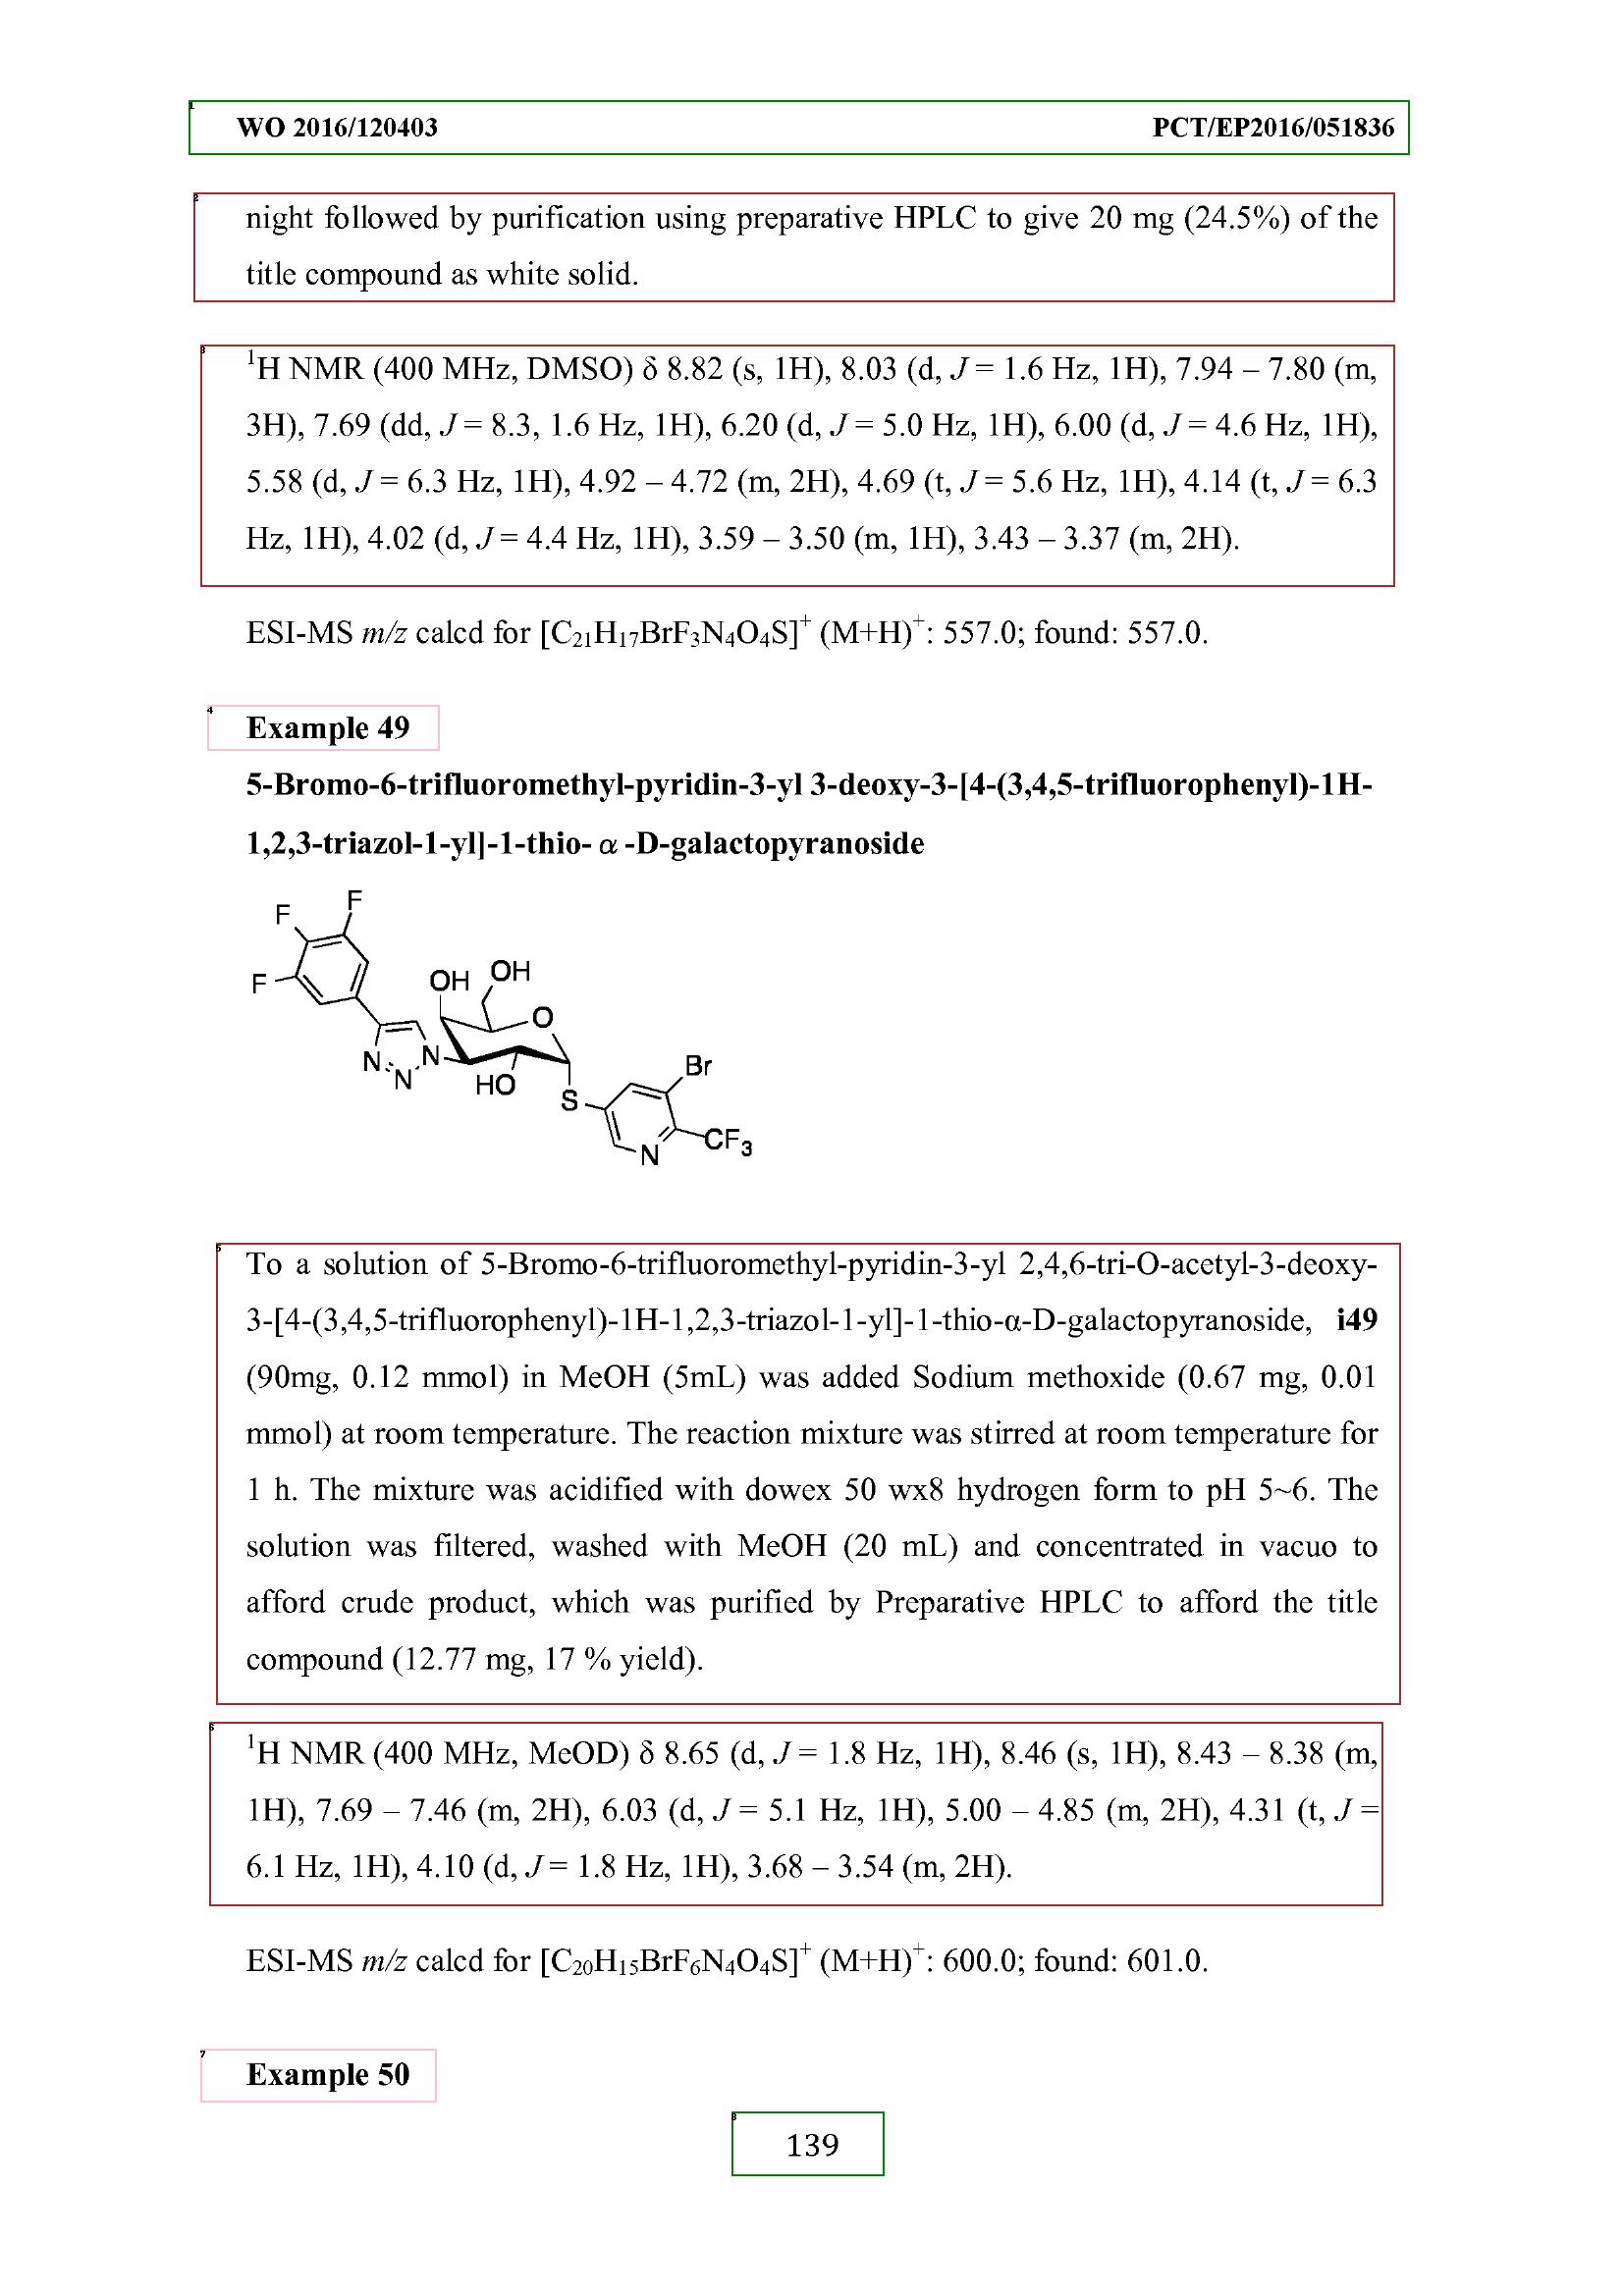 WO 2016/120403 PCT/EP2016/051836
night followed by purification using preparative HPLC to give 20 mg (24.5%) of the
title compound as white solid.
¹H NMR (400 MHz, DMSO) δ 8.82 (s, 1H), 8.03 (d, J = 1.6 Hz, 1H), 7.94 – 7.80 (m,
3H), 7.69 (dd, J = 8.3, 1.6 Hz, 1H), 6.20 (d, J = 5.0 Hz, 1H), 6.00 (d, J = 4.6 Hz, 1H),
5.58 (d, J = 6.3 Hz, 1H), 4.92 – 4.72 (m, 2H), 4.69 (t, J = 5.6 Hz, 1H), 4.14 (t, J = 6.3
Hz, 1H), 4.02 (d, J = 4.4 Hz, 1H), 3.59 – 3.50 (m, 1H), 3.43 – 3.37 (m, 2H).
ESI-MS m/z calcd for [C₂₁H₁₇BrF₃N₄O₄S]⁺ (M+H)⁺: 557.0; found: 557.0.
Example 49
5-Bromo-6-trifluoromethyl-pyridin-3-yl 3-deoxy-3-[4-(3,4,5-trifluorophenyl)-1H-
1,2,3-triazol-1-yl]-1-thio- α -D-galactopyranoside
F
F
F
OH
OH
O
N
N
N
HO
S
Br
N
CF₃
To a solution of 5-Bromo-6-trifluoromethyl-pyridin-3-yl 2,4,6-tri-O-acetyl-3-deoxy-
3-[4-(3,4,5-trifluorophenyl)-1H-1,2,3-triazol-1-yl]-1-thio-α-D-galactopyranoside, i49
(90mg, 0.12 mmol) in MeOH (5mL) was added Sodium methoxide (0.67 mg, 0.01
mmol) at room temperature. The reaction mixture was stirred at room temperature for
1 h. The mixture was acidified with dowex 50 wx8 hydrogen form to pH 5~6. The
solution was filtered, washed with MeOH (20 mL) and concentrated in vacuo to
afford crude product, which was purified by Preparative HPLC to afford the title
compound (12.77 mg, 17 % yield).
¹H NMR (400 MHz, MeOD) δ 8.65 (d, J = 1.8 Hz, 1H), 8.46 (s, 1H), 8.43 – 8.38 (m,
1H), 7.69 – 7.46 (m, 2H), 6.03 (d, J = 5.1 Hz, 1H), 5.00 – 4.85 (m, 2H), 4.31 (t, J =
6.1 Hz, 1H), 4.10 (d, J = 1.8 Hz, 1H), 3.68 – 3.54 (m, 2H).
ESI-MS m/z calcd for [C₂₀H₁₅BrF₆N₄O₄S]⁺ (M+H)⁺: 600.0; found: 601.0.
Example 50
139